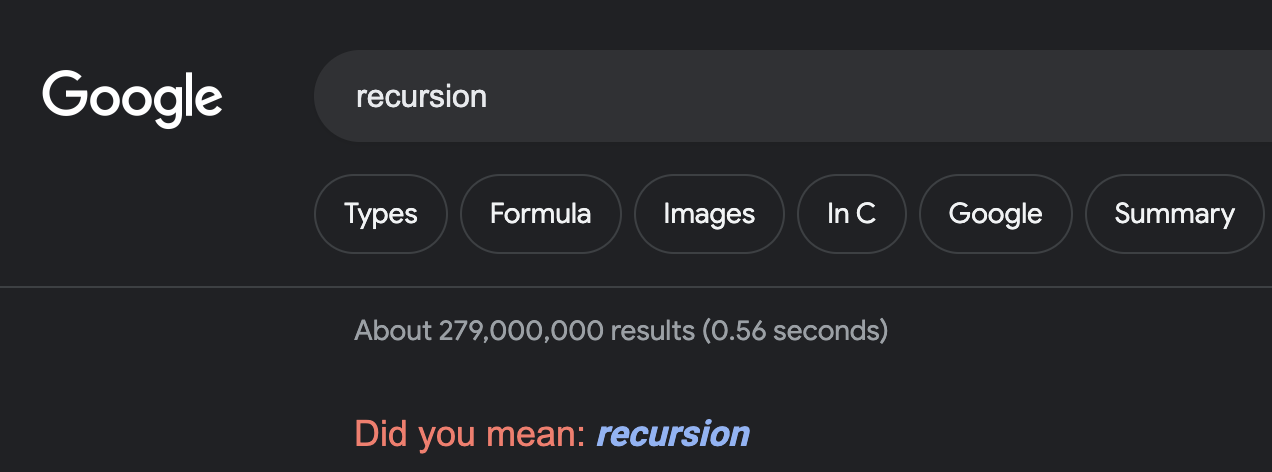 Google
recursion
Types Formula Images In C Google Summary
About 279,000,000 results (0.56 seconds)
Did you mean: recursion